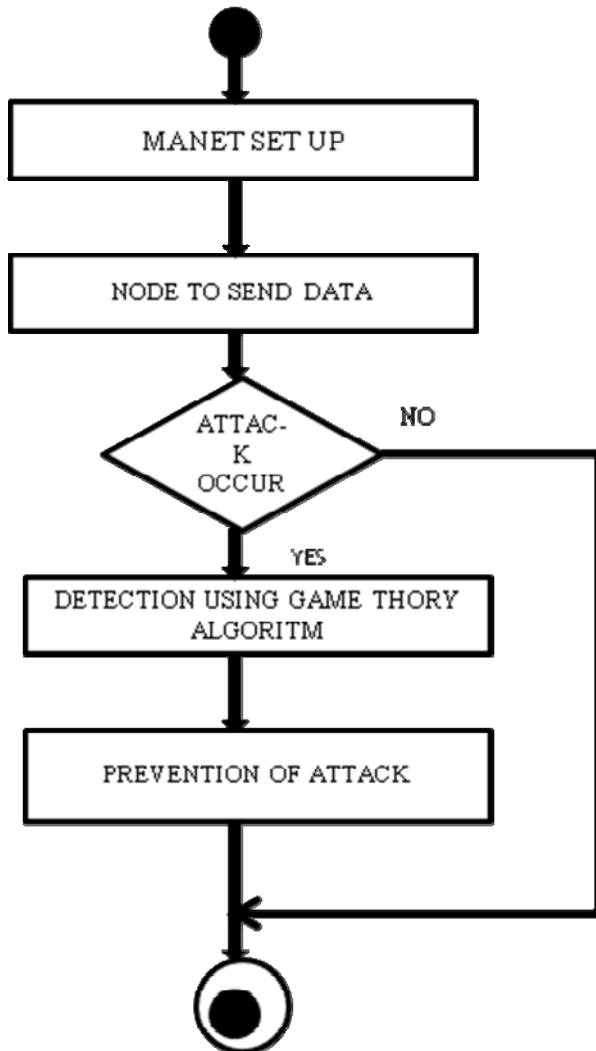 MANET SET UP
NODE TO SEND DATA
ATTAC-
K
OCCUR
NO
YES
DETECTION USING GAME THORY
ALGORITM
PREVENTION OF ATTACK